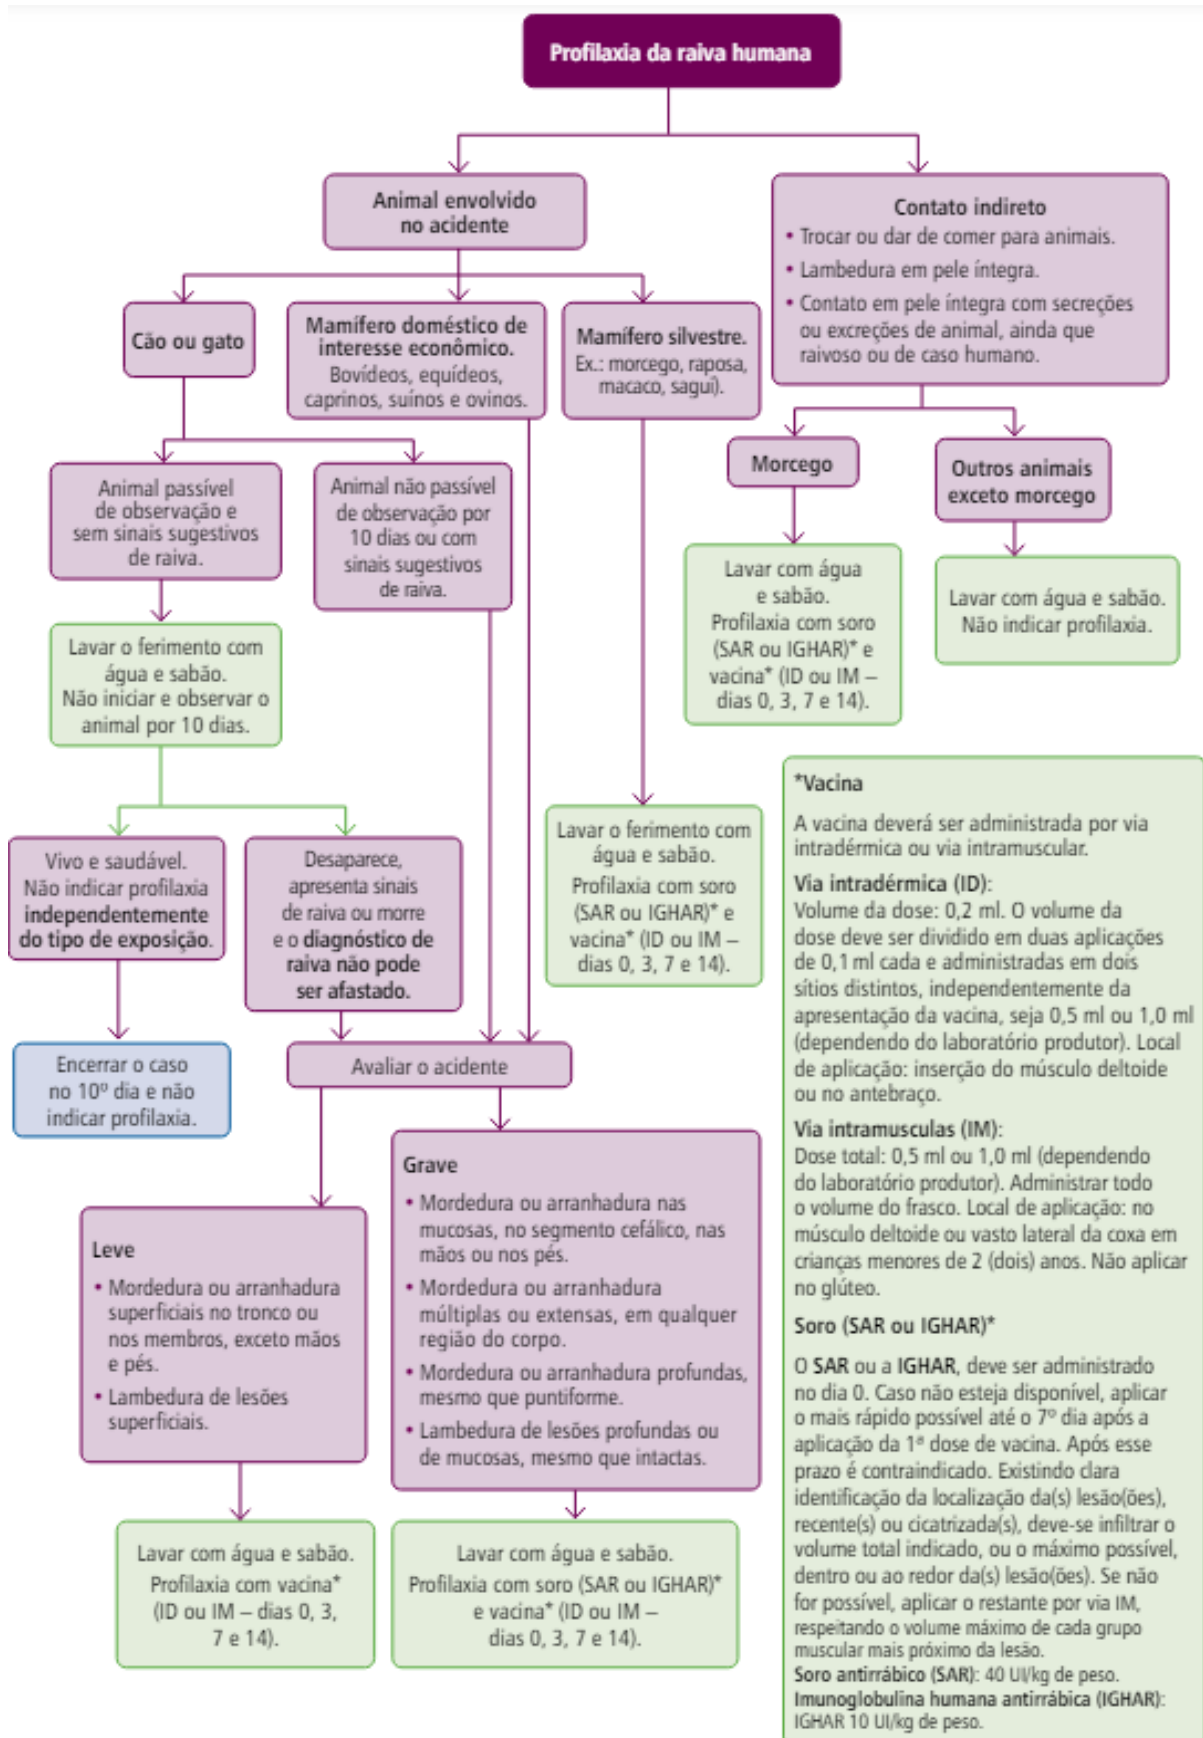 Profilaxia da raiva humana
Animal envolvido
no acidente
Contato indireto
• Trocar ou dar de comer para animais.
• Lambedura em pele íntegra.
• Contato em pele íntegra com secreções
ou excreções de animal, ainda que
raivoso ou de caso humano.
Cão ou gato
Mamífero doméstico de
interesse econômico.
Bovídeos, equídeos,
caprinos, suínos e ovinos.
Mamífero silvestre.
Ex.: morcego, raposa,
macaco, sagui).
Animal passível
de observação e
sem sinais sugestivos
de raiva.
Animal não passível
de observação por
10 dias ou com
sinais sugestivos
de raiva.
Morcego
Outros animais
exceto morcego
Lavar com água
e sabão.
Profilaxia com soro
(SAR ou IGHAR)* e
vacina* (ID ou IM –
dias 0, 3, 7 e 14).
Lavar com água e sabão.
Não indicar profilaxia.
Lavar o ferimento com
água e sabão.
Não iniciar e observar o
animal por 10 dias.
Vivo e saudável.
Não indicar profilaxia
independentemente
do tipo de exposição.
Desaparece,
apresenta sinais
de raiva ou morre
e o diagnóstico de
raiva não pode
ser afastado.
Lavar o ferimento com
água e sabão.
Profilaxia com soro
(SAR ou IGHAR)* e
vacina* (ID ou IM –
dias 0, 3, 7 e 14).
Encerrar o caso
no 10º dia e não
indicar profilaxia.
Avaliar o acidente
Leve
• Mordedura ou arranhadura
superficiais no tronco ou
nos membros, exceto mãos
e pés.
• Lambedura de lesões
superficiais.
Grave
• Mordedura ou arranhadura nas
mucosas, no segmento cefálico, nas
mãos ou nos pés.
• Mordedura ou arranhadura
múltiplas ou extensas, em qualquer
região do corpo.
• Mordedura ou arranhadura profundas,
mesmo que puntiforme.
• Lambedura de lesões profundas ou
de mucosas, mesmo que intactas.
Lavar com água e sabão.
Profilaxia com vacina*
(ID ou IM – dias 0, 3,
7 e 14).
Lavar com água e sabão.
Profilaxia com soro (SAR ou IGHAR)*
e vacina* (ID ou IM –
dias 0, 3, 7 e 14).
*Vacina
A vacina deverá ser administrada por via
intradérmica ou via intramuscular.
Via intradérmica (ID):
Volume da dose: 0,2 ml. O volume da
dose deve ser dividido em duas aplicações
de 0,1 ml cada e administradas em dois
sítios distintos, independentemente da
apresentação da vacina, seja 0,5 ml ou 1,0 ml
(dependendo do laboratório produtor). Local
de aplicação: inserção do músculo deltoide
ou no antebraço.
Via intramusculas (IM):
Dose total: 0,5 ml ou 1,0 ml (dependendo
do laboratório produtor). Administrar todo
o volume do frasco. Local de aplicação: no
músculo deltoide ou vasto lateral da coxa em
crianças menores de 2 (dois) anos. Não aplicar
no glúteo.
Soro (SAR ou IGHAR)*
O SAR ou a IGHAR, deve ser administrado
no dia 0. Caso não esteja disponível, aplicar
o mais rápido possível até o 7º dia após a
aplicação da 1ª dose de vacina. Após esse
prazo é contraindicado. Existindo clara
identificação da localização da(s) lesão(ões),
recente(s) ou cicatrizada(s), deve-se infiltrar o
volume total indicado, ou o máximo possível,
dentro ou ao redor da(s) lesão(ões). Se não
for possível, aplicar o restante por via IM,
respeitando o volume máximo de cada grupo
muscular mais próximo da lesão.
Soro antirrábico (SAR): 40 UI/kg de peso.
Imunoglobulina humana antirrábica (IGHAR):
IGHAR 10 UI/kg de peso.